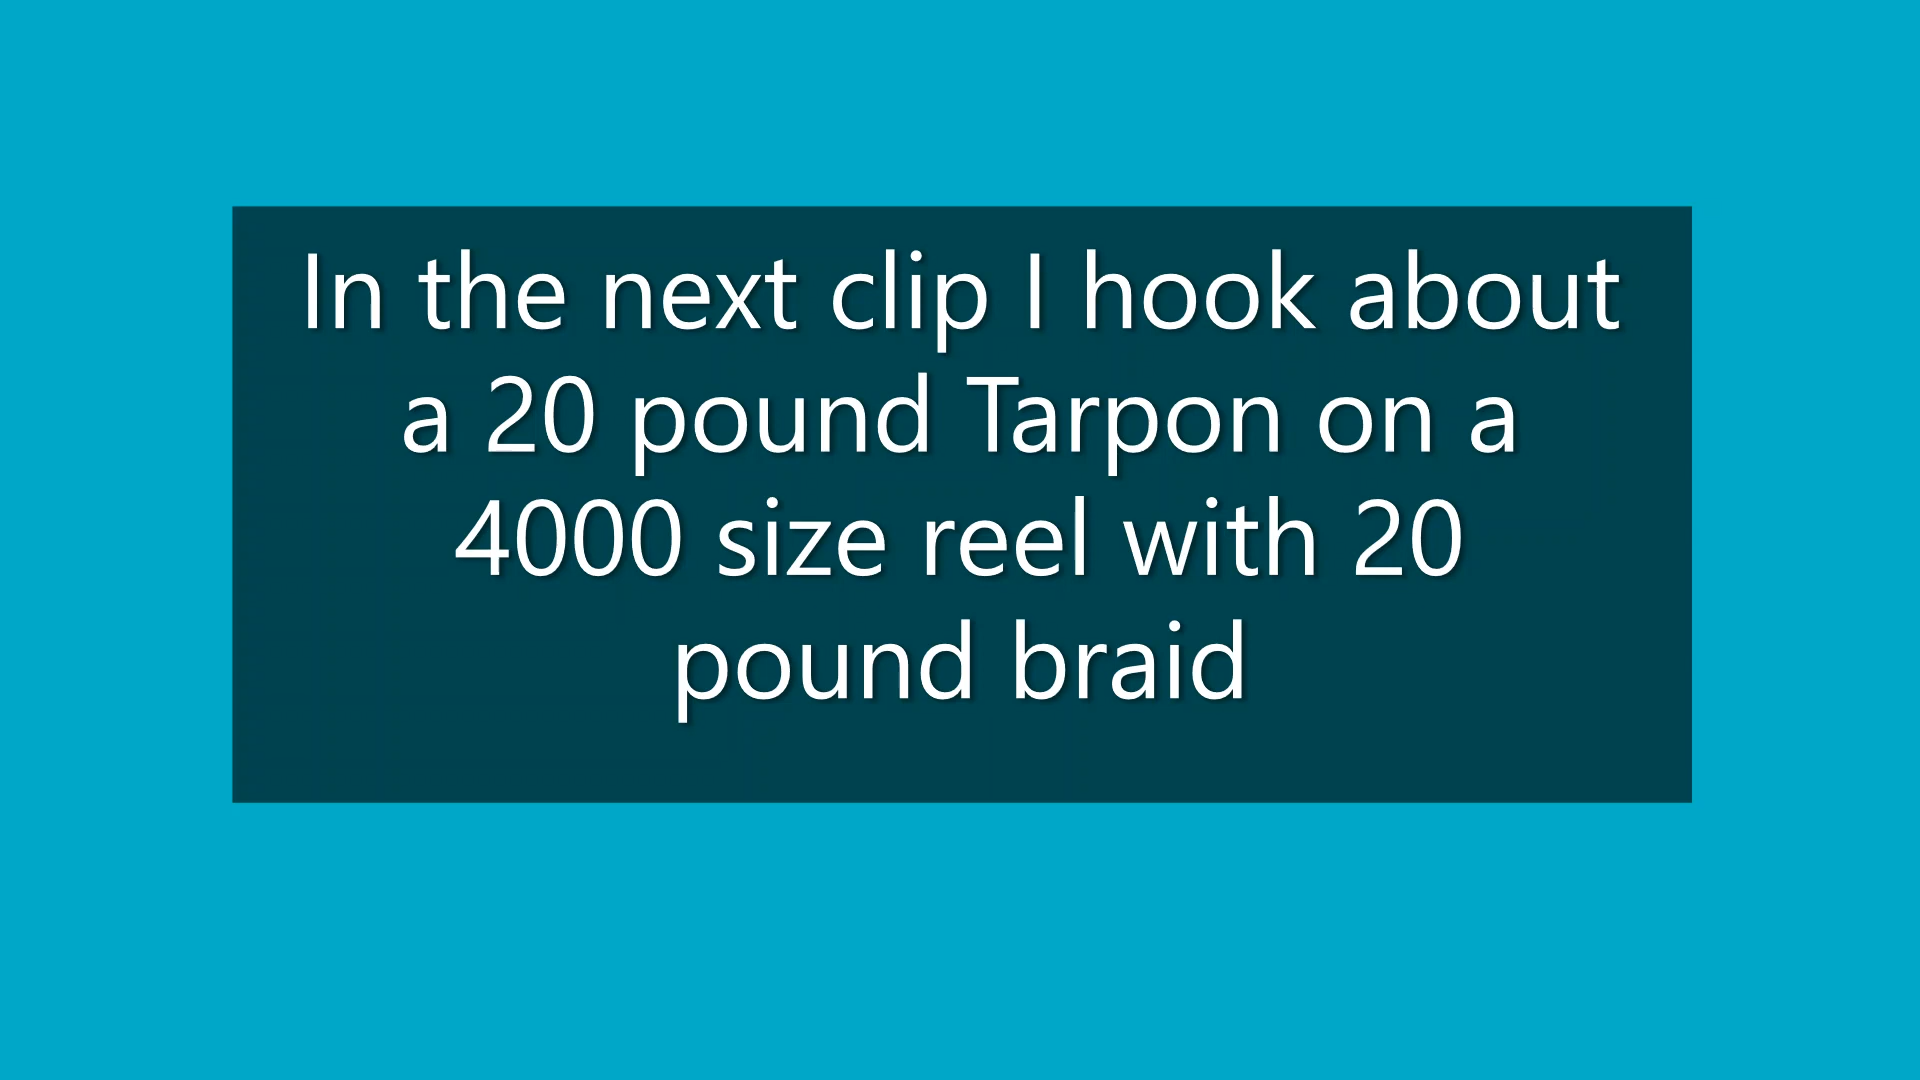 In the next clip I hook about
a 20 pound Tarpon on a
4000 size reel with 20
pound braid